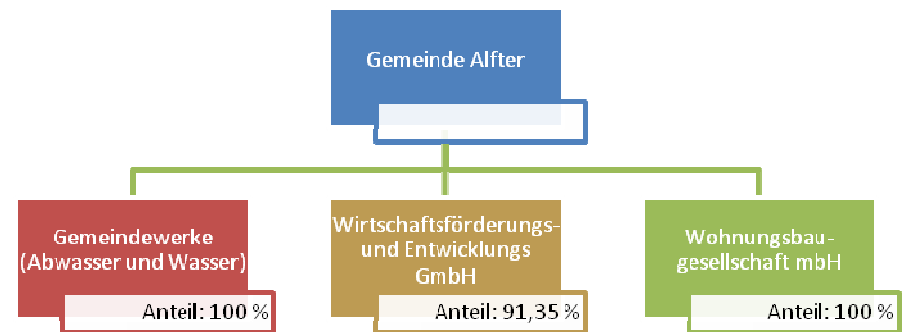 Gemeinde Alfter
Gemeindewerke
(Abwasser und Wasser)
Anteil: 100 %
Wirtschaftsförderungs-
und Entwicklungs
GmbH
Anteil: 91,35 %
Wohnungsbau-
gesellschaft mbH
Anteil: 100 %